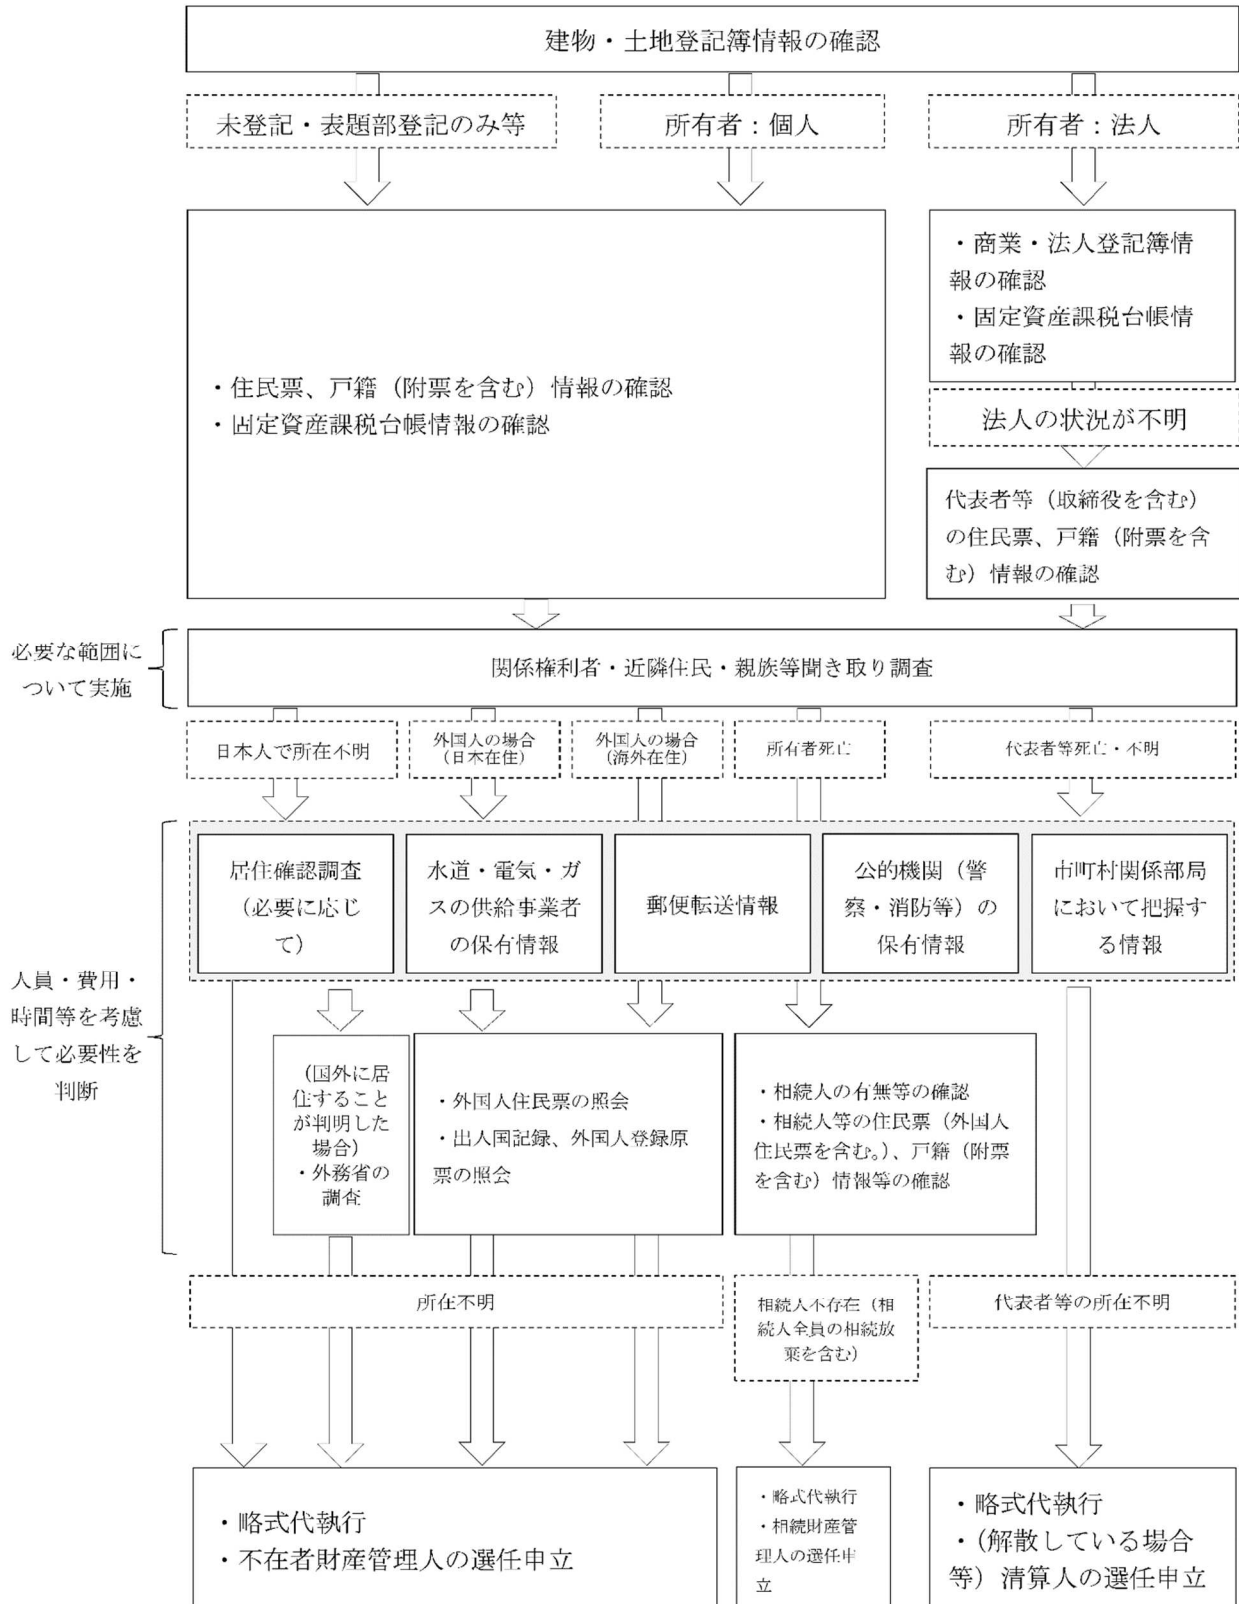 建物・土地登記簿情報の確認
未登記・表題部登記のみ等
所有者：個人
所有者：法人
・住民票、戸籍（附票を含む）情報の確認
・固定資産課税台帳情報の確認
・商業・法人登記簿情
報の確認
・固定資産課税台帳情
報の確認
法人の状況が不明
代表者等（取締役を含む）
の住民票、戸籍（附票を含
む）情報の確認
必要な範囲に
ついて実施
関係権利者・近隣住民・親族等聞き取り調査
日本人で所在不明
外国人の場合
（日本在住）
外国人の場合
（海外在住）
所有者死亡
代表者等死亡・不明
人員・費用・
時間等を考慮
して必要性を
判断
居住確認調査
（必要に応じ
て）
水道・電気・ガ
スの供給事業者
の保有情報
郵便転送情報
公的機関（警
察・消防等）の
保有情報
市町村関係部局
において把握す
る情報
（国外に居
住すること
が判明した
場合）
・外務省の
調査
・外国人住民票の照会
・出入国記録、外国人登録原
票の照会
・相続人の有無等の確認
・相続人等の住民票（外国人
住民票を含む。）、戸籍（附票
を含む）情報等の確認
所在不明
相続人不存在（相
続人全員の相続放
棄を含む）
代表者等の所在不明
・略式代執行
・不在者財産管理人の選任申立
・略式代執行
・相続財産管
理人の選任申
立
・略式代執行
・（解散している場合
等）清算人の選任申立